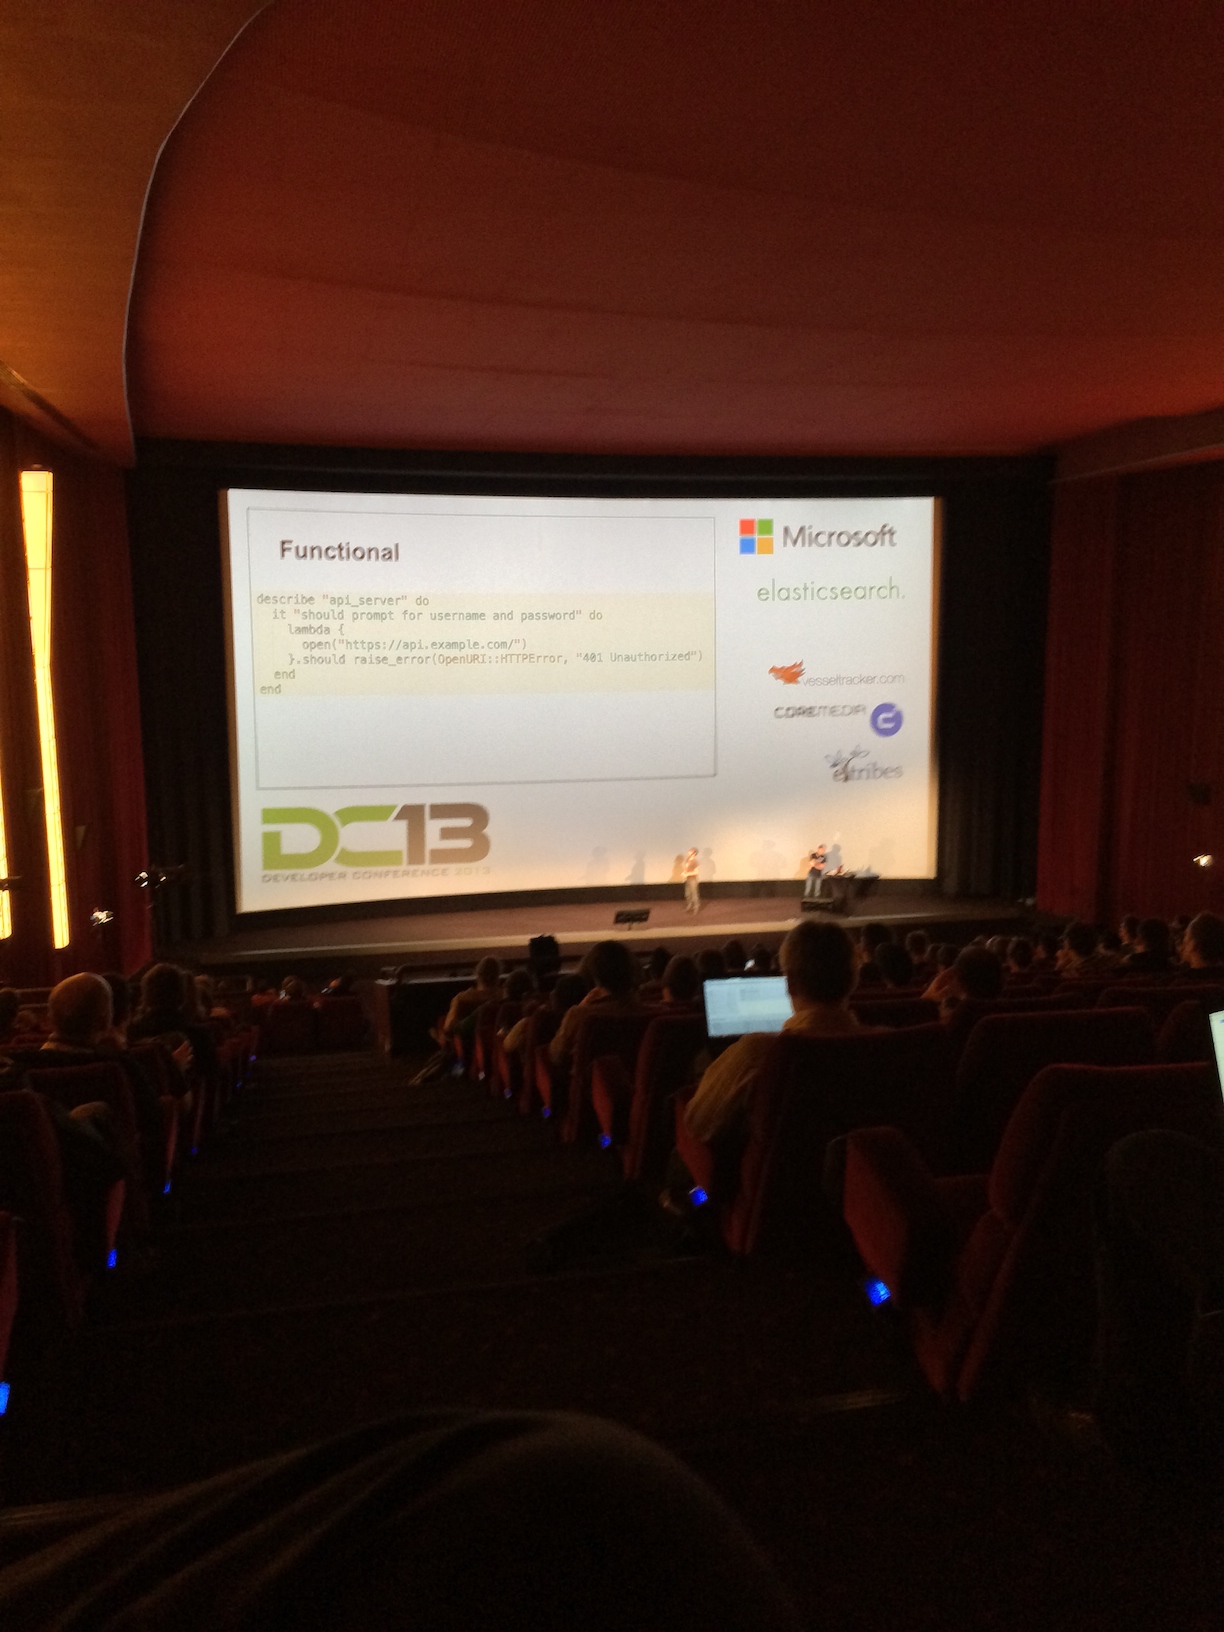 Functional
describe "api_server" do
it "should prompt for username and password" do
lambda {
open("https://api.example.com/")
}.should raise_error(OpenURI::HTTPError, "401 Unauthorized")
end
end
Microsoft
elasticsearch.
vesseltracker.com
COREMEDIA
C
etribes
DC13
DEVELOPER CONFERENCE 2013